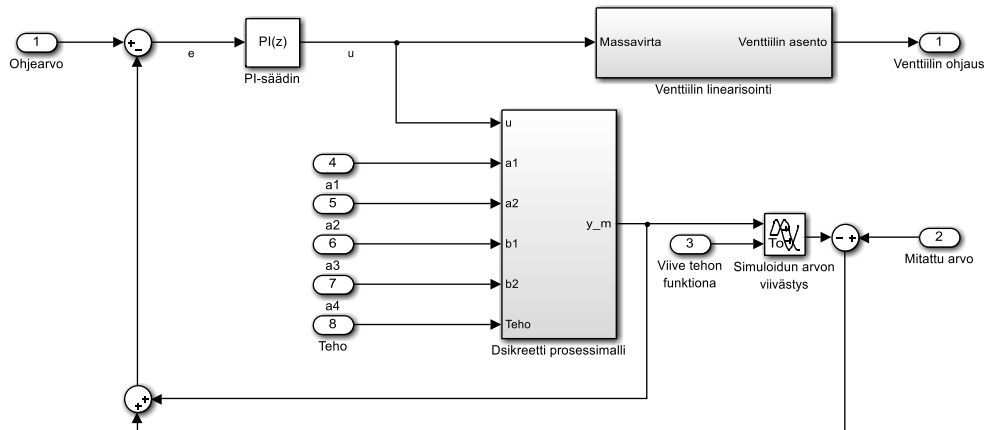 1
Ohjearvo
e
PI(z)
PI-säädin
u
Massavirta
Venttiilin asento
Venttiilin linearisointi
1
Venttiilin ohjaus
u
4
a1
a1
5
a2
a2
6
b1
a3
7
b2
a4
8
Teho
Teho
y_m
Dsikreetti prosessimalli
3
Viive tehon
funktiona
To
Simuloidun arvon
viivästys
2
Mitattu arvo